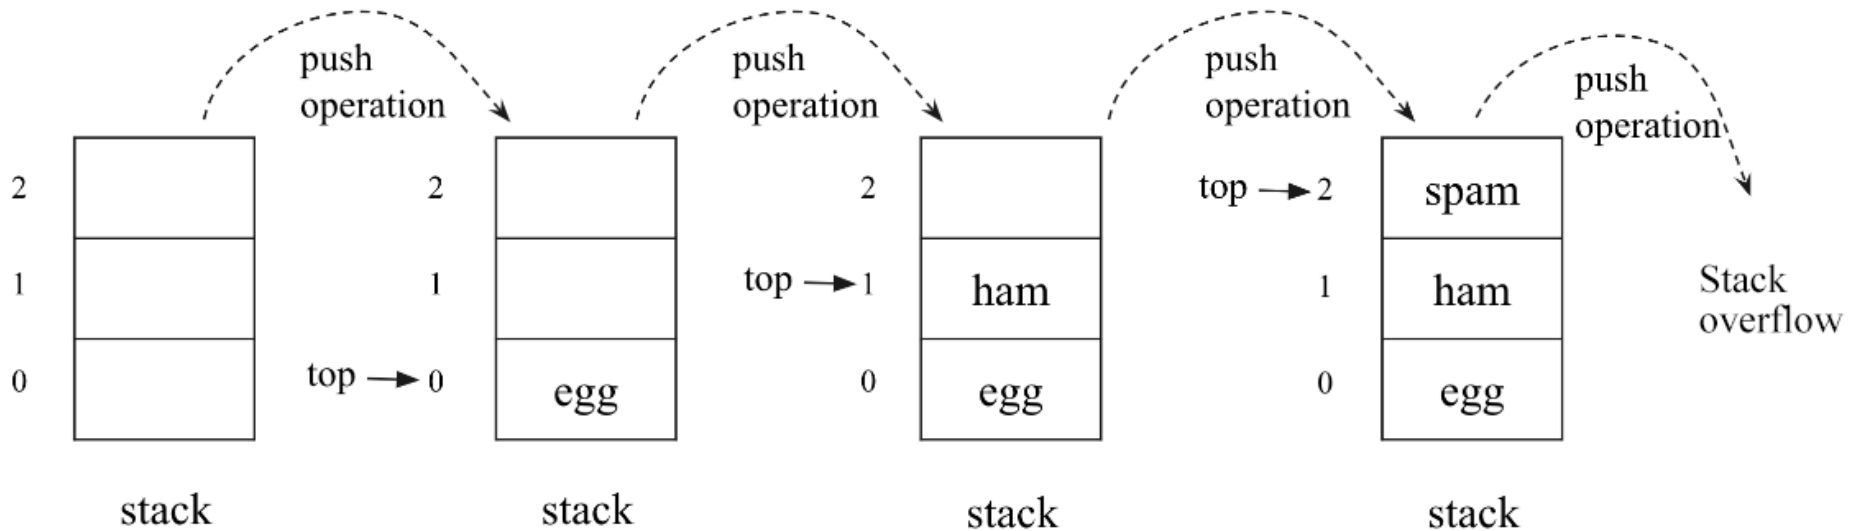 push
operation
push
operation
push
operation
push
operation
2
1
0
stack
2
1
top 0
egg
stack
2
top 1
ham
0
egg
stack
top 2
spam
1
ham
0
egg
stack
Stack
overflow